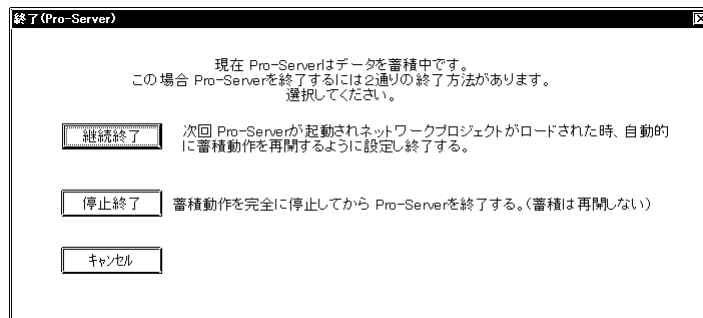 終了(Pro-Server)
現在 Pro-Serverはデータを蓄積中です。
この場合 Pro-Serverを終了するには2通りの終了方法があります。
選択してください。
継続終了
次回 Pro-Serverが起動されネットワークプロジェクトがロードされた時、自動的
に蓄積動作を再開するように設定し終了する。
停止終了
蓄積動作を完全に停止してから Pro-Serverを終了する。(蓄積は再開しない)
キャンセル